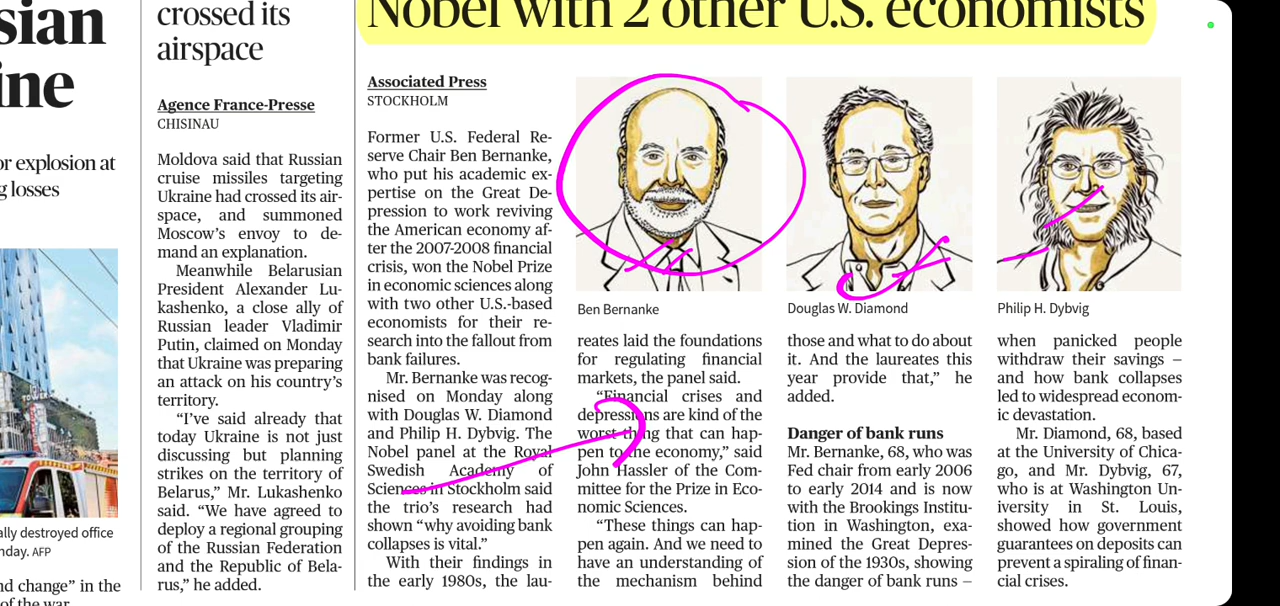 sian
ine
or explosion at
g losses
TOWER
ally destroyed office
nday. AFP
nd change” in the
of the war
crossed its
airspace
Agence France-Presse
CHISINAU
Moldova said that Russian
cruise missiles targeting
Ukraine had crossed its air-
space, and summoned
Moscow’s envoy to de-
mand an explanation.
Meanwhile Belarusian
President Alexander Lu-
kashenko, a close ally of
Russian leader Vladimir
Putin, claimed on Monday
that Ukraine was preparing
an attack on his country’s
territory.
“I’ve said already that
today Ukraine is not just
discussing but planning
strikes on the territory of
Belarus,” Mr. Lukashenko
said. “We have agreed to
deploy a regional grouping
of the Russian Federation
and the Republic of Bela-
rus,” he added.
Nobel with 2 other U.S. economists
Associated Press
STOCKHOLM
Former U.S. Federal Re-
serve Chair Ben Bernanke,
who put his academic ex-
pertise on the Great De-
pression to work reviving
the American economy af-
ter the 2007-2008 financial
crisis, won the Nobel Prize
in economic sciences along
with two other U.S.-based
economists for their re-
search into the fallout from
bank failures.
Mr. Bernanke was recog-
nised on Monday along
with Douglas W. Diamond
and Philip H. Dybvig. The
Nobel panel at the Royal
Swedish Academy of
Sciences in Stockholm said
the trio’s research had
shown “why avoiding bank
collapses is vital.”
With their findings in
the early 1980s, the lau-
Ben Bernanke
reates laid the foundations
for regulating financial
markets, the panel said.
“Financial crises and
depressions are kind of the
worst thing that can hap-
pen to the economy,” said
John Hassler of the Com-
mittee for the Prize in Eco-
nomic Sciences.
“These things can hap-
pen again. And we need to
have an understanding of
the mechanism behind
Douglas W. Diamond
those and what to do about
it. And the laureates this
year provide that,” he
added.
Danger of bank runs
Mr. Bernanke, 68, who was
Fed chair from early 2006
to early 2014 and is now
with the Brookings Institu-
tion in Washington, exa-
mined the Great Depres-
sion of the 1930s, showing
the danger of bank runs –
Philip H. Dybvig
when panicked people
withdraw their savings –
and how bank collapses
led to widespread econom-
ic devastation.
Mr. Diamond, 68, based
at the University of Chica-
go, and Mr. Dybvig, 67,
who is at Washington Un-
iversity in St. Louis,
showed how government
guarantees on deposits can
prevent a spiraling of finan-
cial crises.